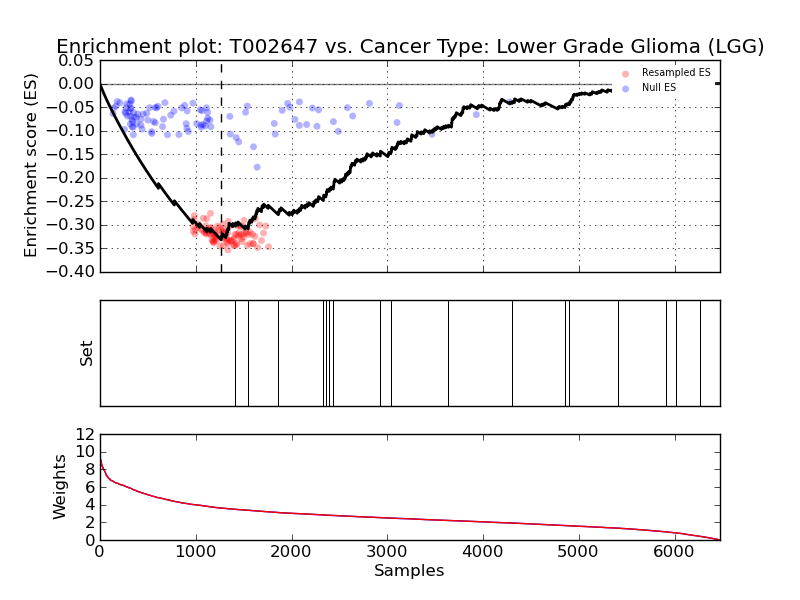 Enrichment plot: T002647 vs. Cancer Type: Lower Grade Glioma (LGG)
Enrichment score (ES)
0.05
0.00
−0.05
−0.10
−0.15
−0.20
−0.25
−0.30
−0.35
−0.40
Resampled ES
Null ES
Set
Weights
12
10
8
6
4
2
0
0 1000 2000 3000 4000 5000 6000
Samples